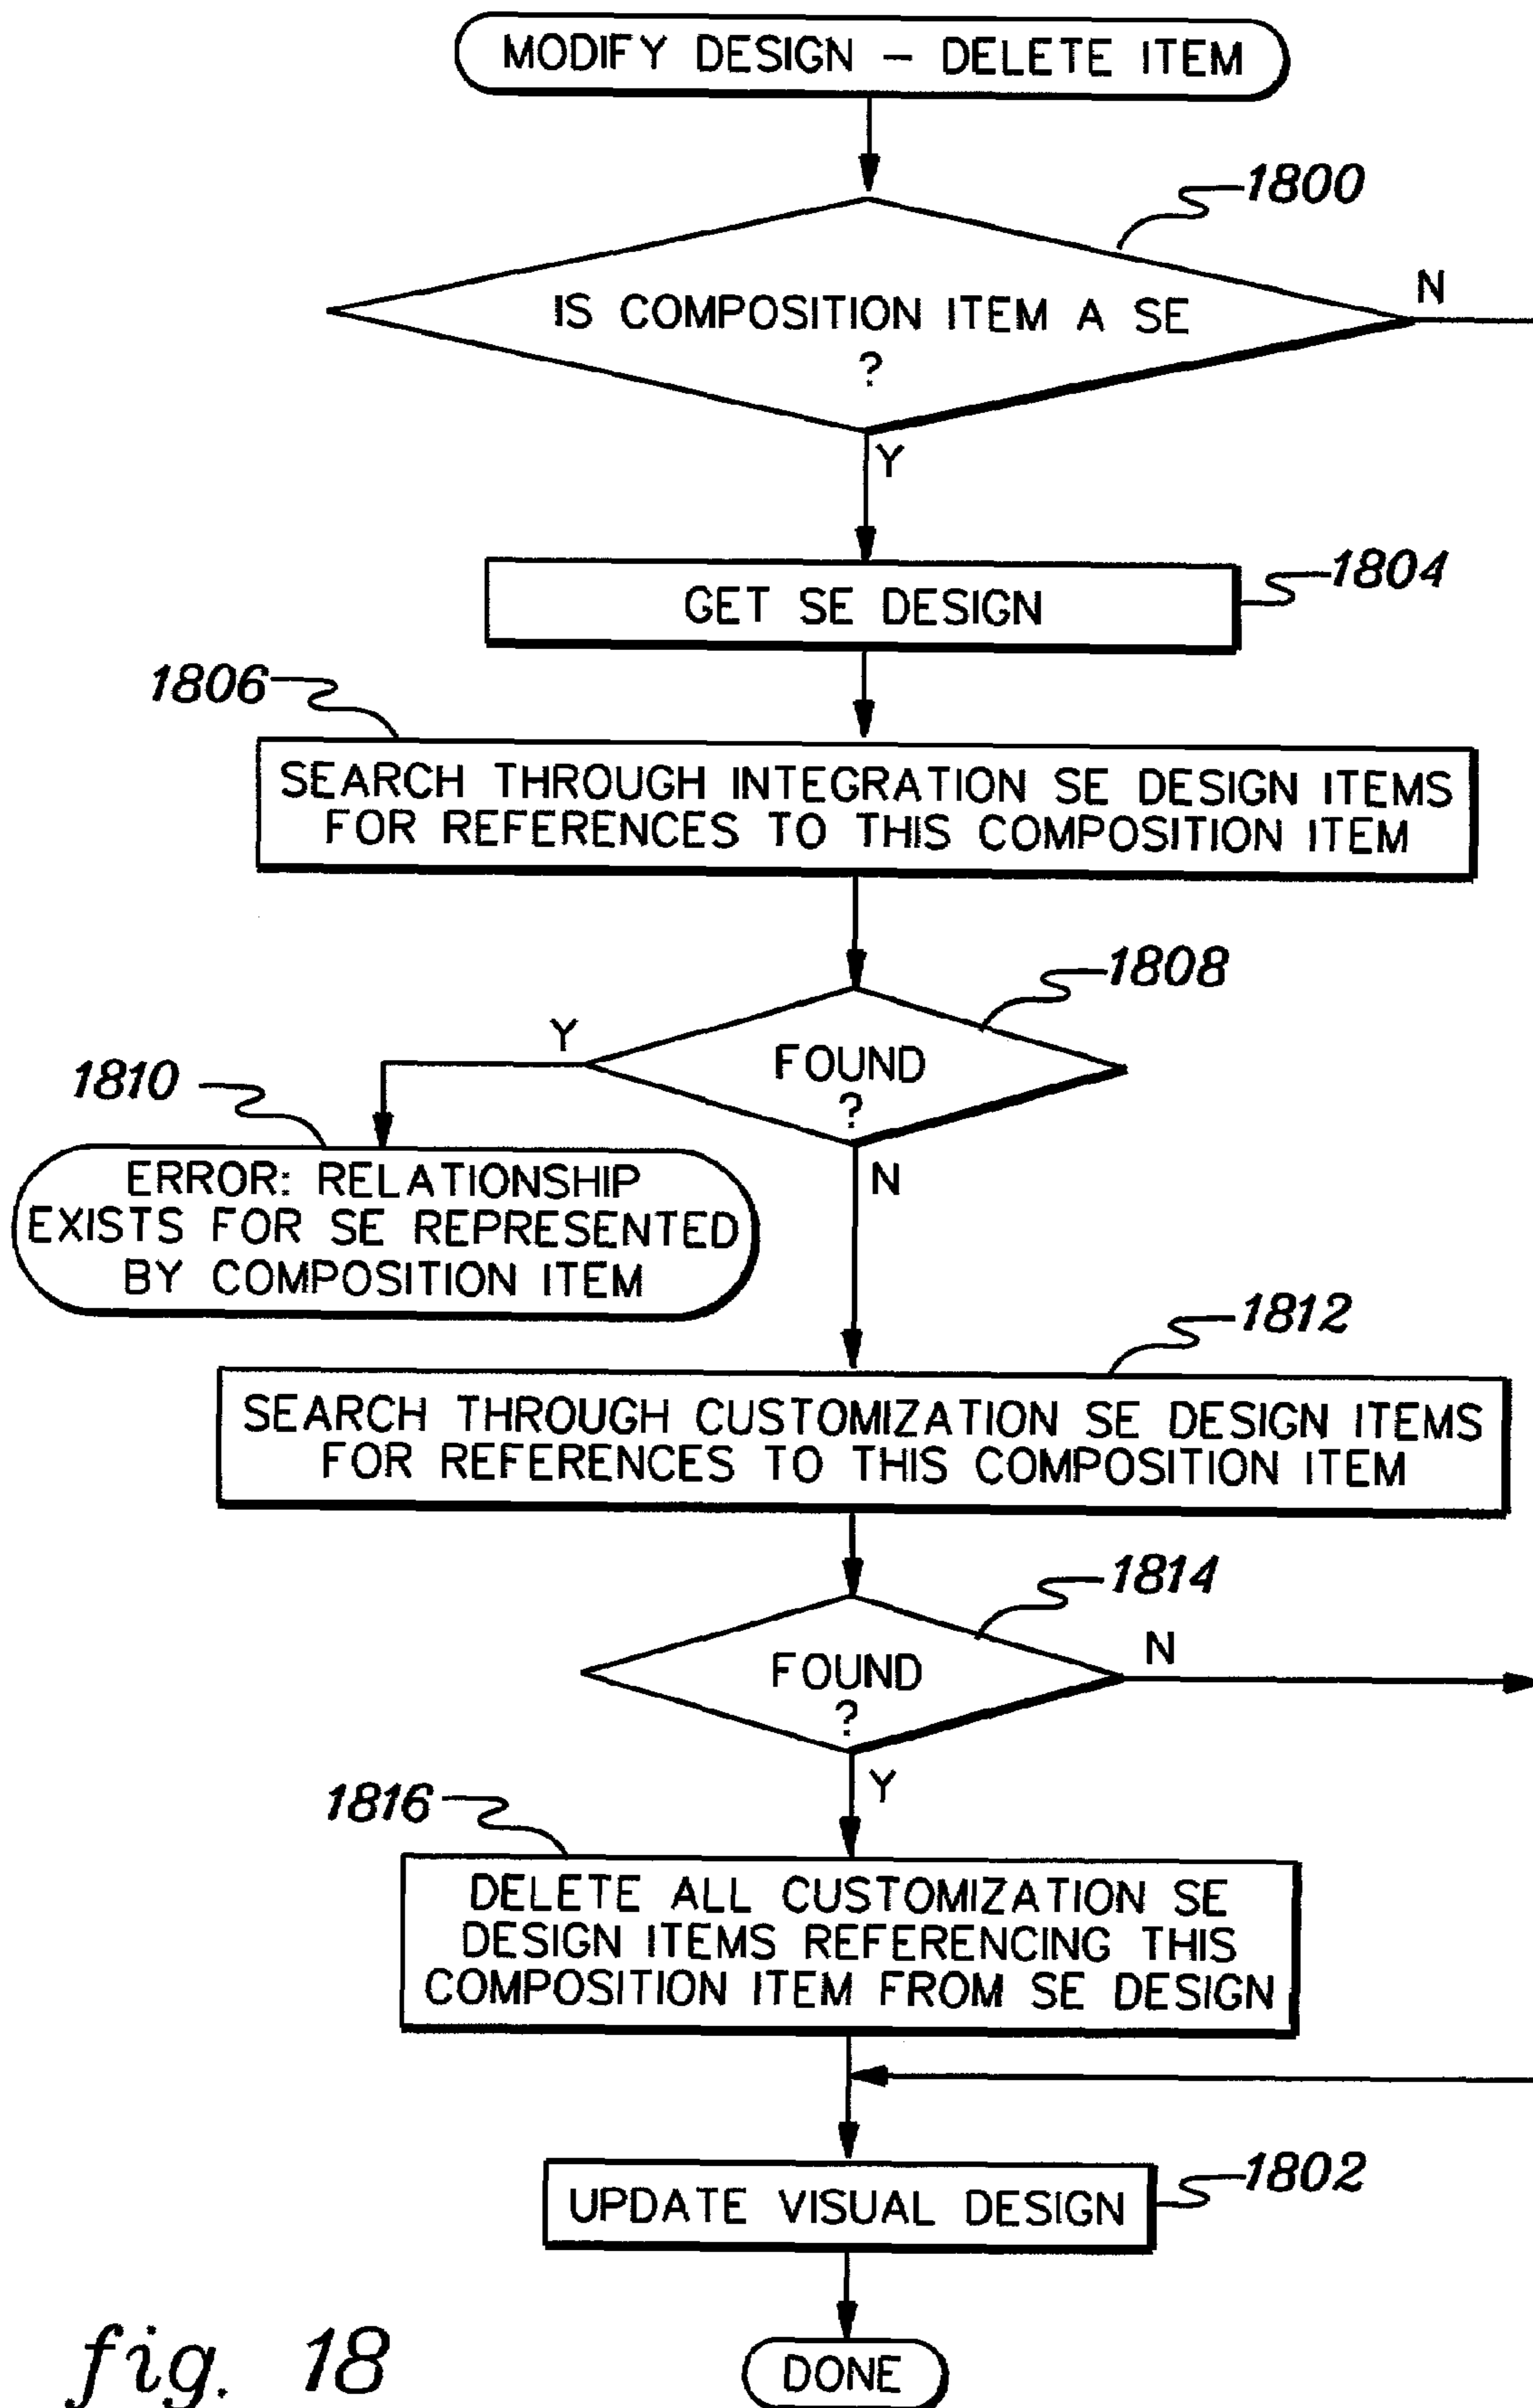 MODIFY DESIGN – DELETE ITEM
1800
IS COMPOSITION ITEM A SE
?
N
Y
GET SE DESIGN
1804
1806
SEARCH THROUGH INTEGRATION SE DESIGN ITEMS
FOR REFERENCES TO THIS COMPOSITION ITEM
1808
FOUND
?
Y
N
1810
ERROR: RELATIONSHIP
EXISTS FOR SE REPRESENTED
BY COMPOSITION ITEM
1812
SEARCH THROUGH CUSTOMIZATION SE DESIGN ITEMS
FOR REFERENCES TO THIS COMPOSITION ITEM
1814
FOUND
?
N
Y
1816
DELETE ALL CUSTOMIZATION SE
DESIGN ITEMS REFERENCING THIS
COMPOSITION ITEM FROM SE DESIGN
1802
UPDATE VISUAL DESIGN
DONE
fig. 18